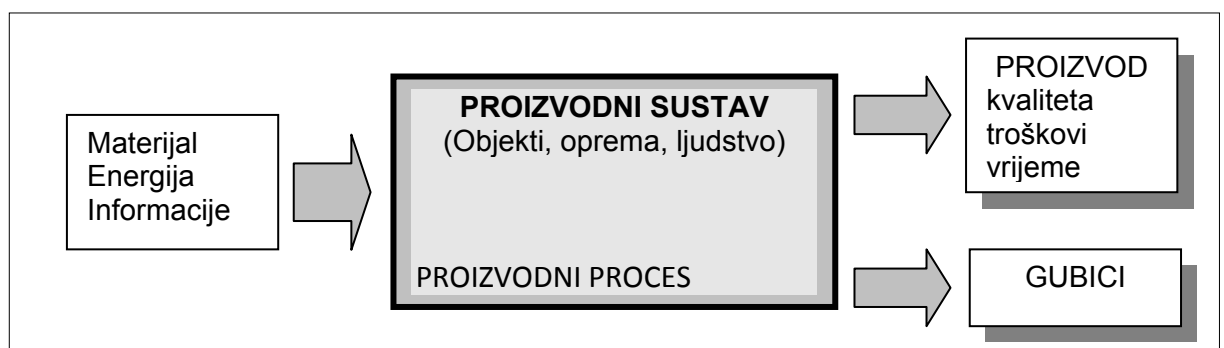 Materijal
Energija
Informacije
PROIZVODNI SUSTAV
(Objekti, oprema, ljudstvo)
PROIZVODNI PROCES
PROIZVOD
kvaliteta
troškovi
vrijeme
GUBICI